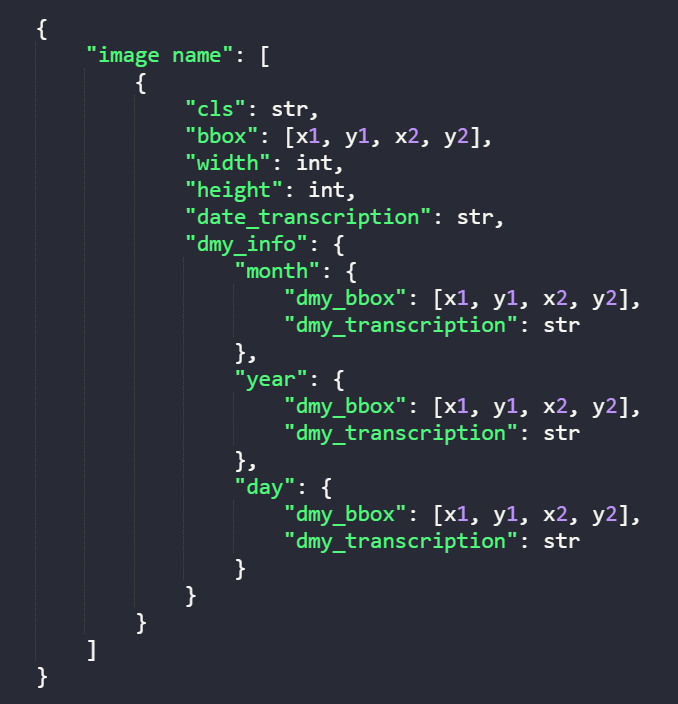 {
    "image name": [
        {
            "cls": str,
            "bbox": [x1, y1, x2, y2],
            "width": int,
            "height": int,
            "date_transcription": str,
            "dmy_info": {
                "month": {
                    "dmy_bbox": [x1, y1, x2, y2],
                    "dmy_transcription": str
                },
                "year": {
                    "dmy_bbox": [x1, y1, x2, y2],
                    "dmy_transcription": str
                },
                "day": {
                    "dmy_bbox": [x1, y1, x2, y2],
                    "dmy_transcription": str
                }
            }
        }
    ]
}